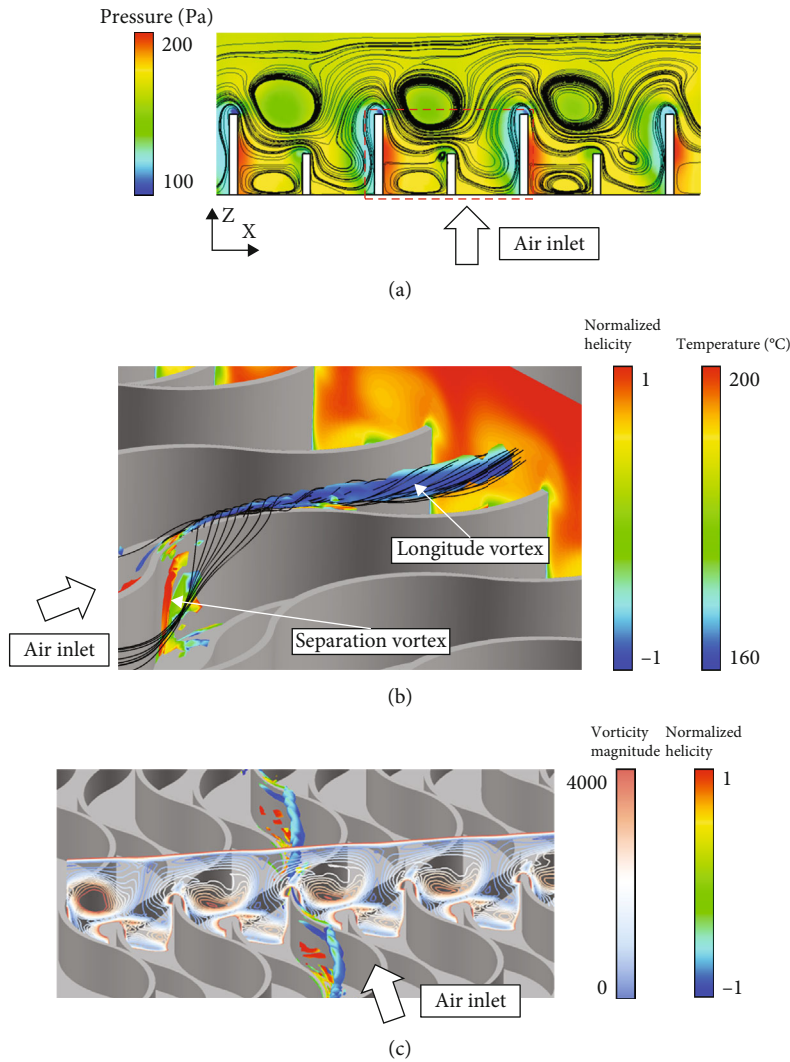 Pressure (Pa)
200
100
Z
X
Air inlet
(a)
Normalized
helicity
Temperature (°C)
1
200
Longitude vortex
Separation vortex
Air inlet
–1
160
(b)
Vorticity
magnitude
Normalized
helicity
4000
1
0
–1
Air inlet
(c)